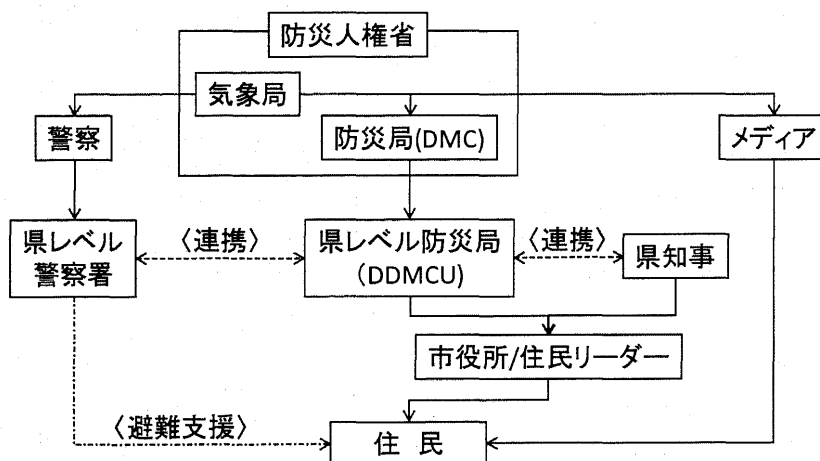 防災人権省
気象局
警察
防災局(DMC)
メディア
県レベル
警察署
〈連携〉
県レベル防災局
(DDMCU)
〈連携〉
県知事
市役所/住民リーダー
〈避難支援〉
住 民